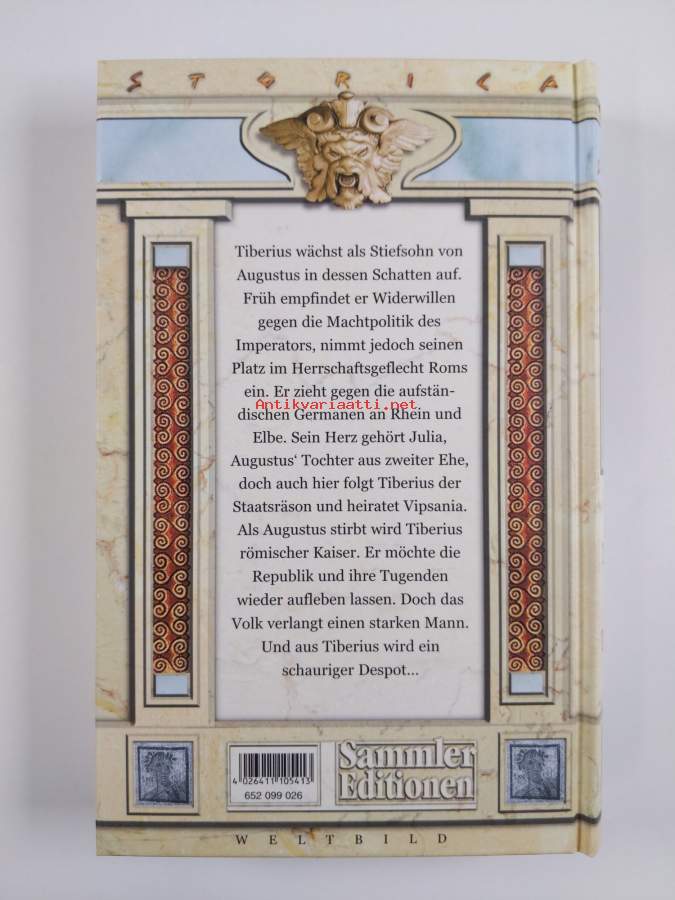 STORICA
Tiberius wächst als Stiefsohn von
Augustus in dessen Schatten auf.
Früh empfindet er Widerwillen
gegen die Machtpolitik des
Imperators, nimmt jedoch seinen
Platz im Herrschaftsgeflecht Roms
ein. Er zieht gegen die aufstän-
Antikvariaatti.net
dischen Germanen an Rhein und
Elbe. Sein Herz gehört Julia,
Augustus‘ Tochter aus zweiter Ehe,
doch auch hier folgt Tiberius der
Staatsräson und heiratet Vipsania.
Als Augustus stirbt wird Tiberius
römischer Kaiser. Er möchte die
Republik und ihre Tugenden
wieder aufleben lassen. Doch das
Volk verlangt einen starken Mann.
Und aus Tiberius wird ein
schauriger Despot...
4 026411 105413
652 099 026
Sammler
Editionen
WELTBILD